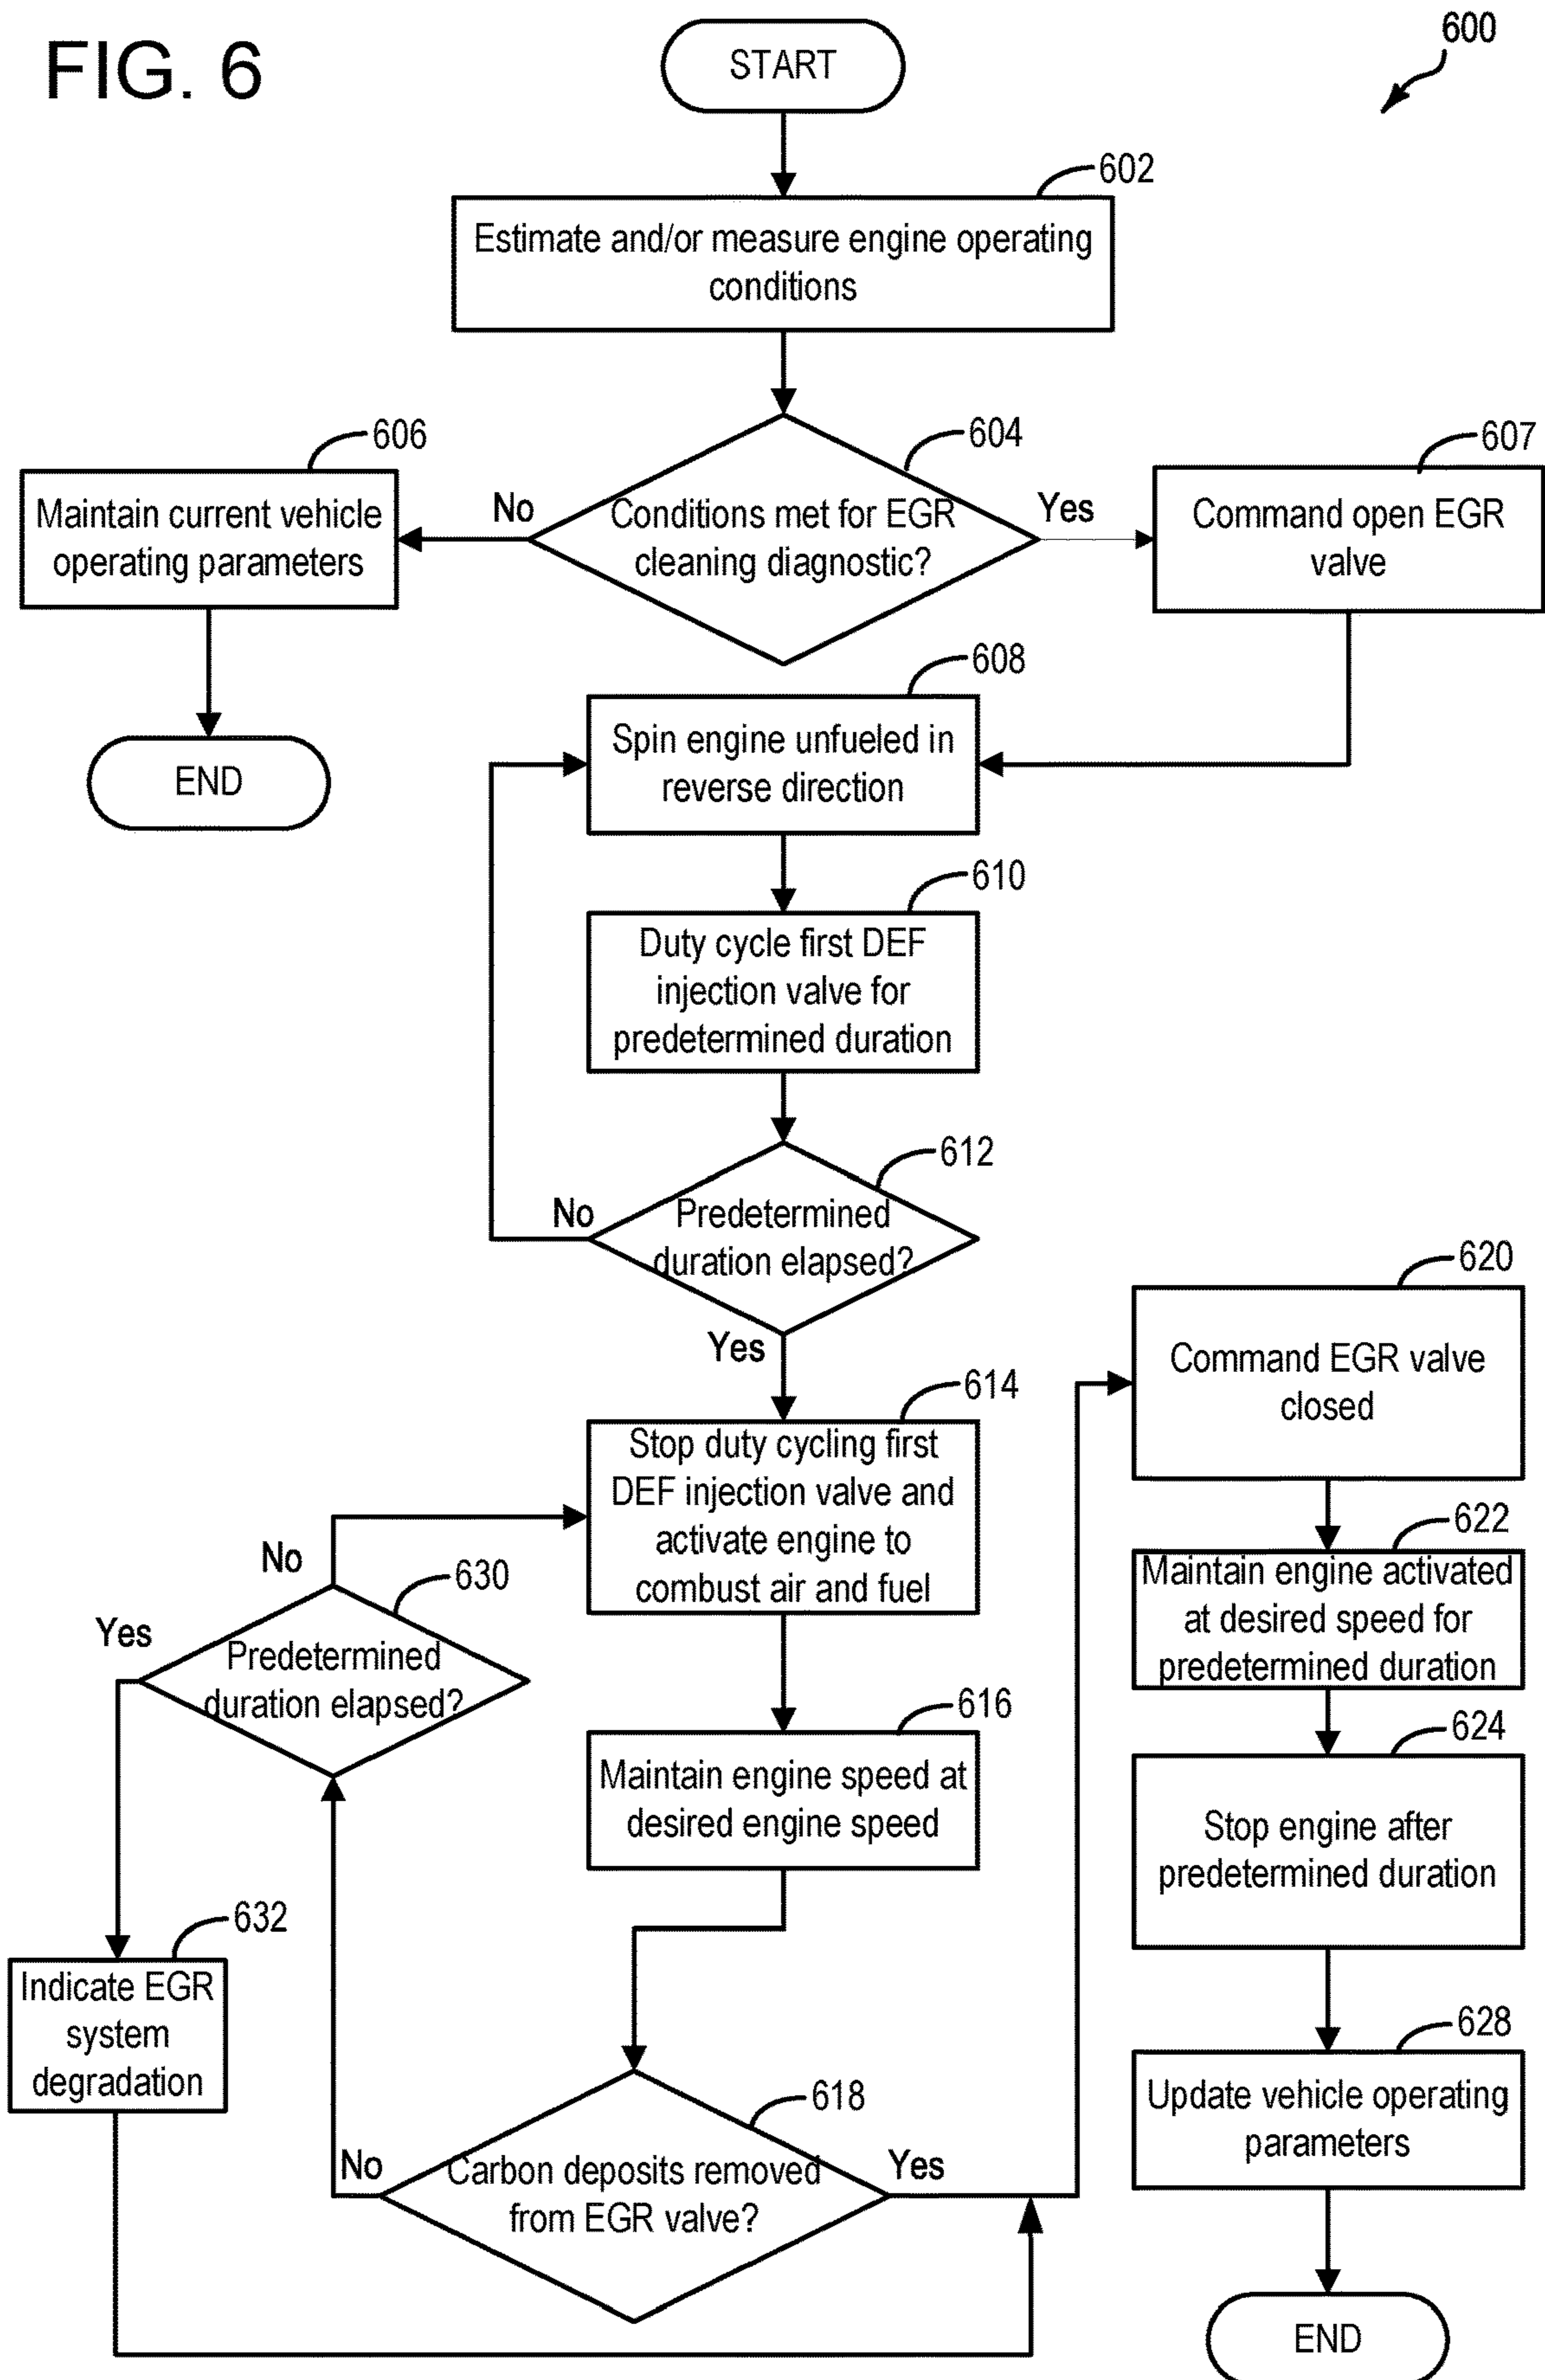 FIG. 6
600
START
602
Estimate and/or measure engine operating
conditions
604
Conditions met for EGR
cleaning diagnostic?
No
Yes
606
Maintain current vehicle
operating parameters
END
607
Command open EGR
valve
608
Spin engine unfueled in
reverse direction
610
Duty cycle first DEF
injection valve for
predetermined duration
612
Predetermined
duration elapsed?
No
Yes
614
Stop duty cycling first
DEF injection valve and
activate engine to
combust air and fuel
616
Maintain engine speed at
desired engine speed
618
Carbon deposits removed
from EGR valve?
No
Yes
630
Predetermined
duration elapsed?
No
Yes
632
Indicate EGR
system
degradation
620
Command EGR valve
closed
622
Maintain engine activated
at desired speed for
predetermined duration
624
Stop engine after
predetermined duration
628
Update vehicle operating
parameters
END